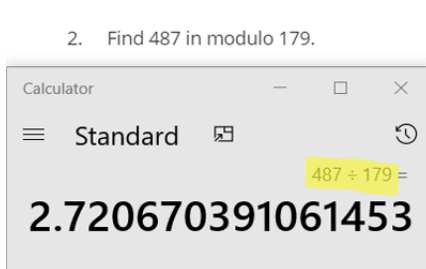 2. Find 487 in modulo 179.
Calculator
Standard
487 ÷ 179 =
2.720670391061453